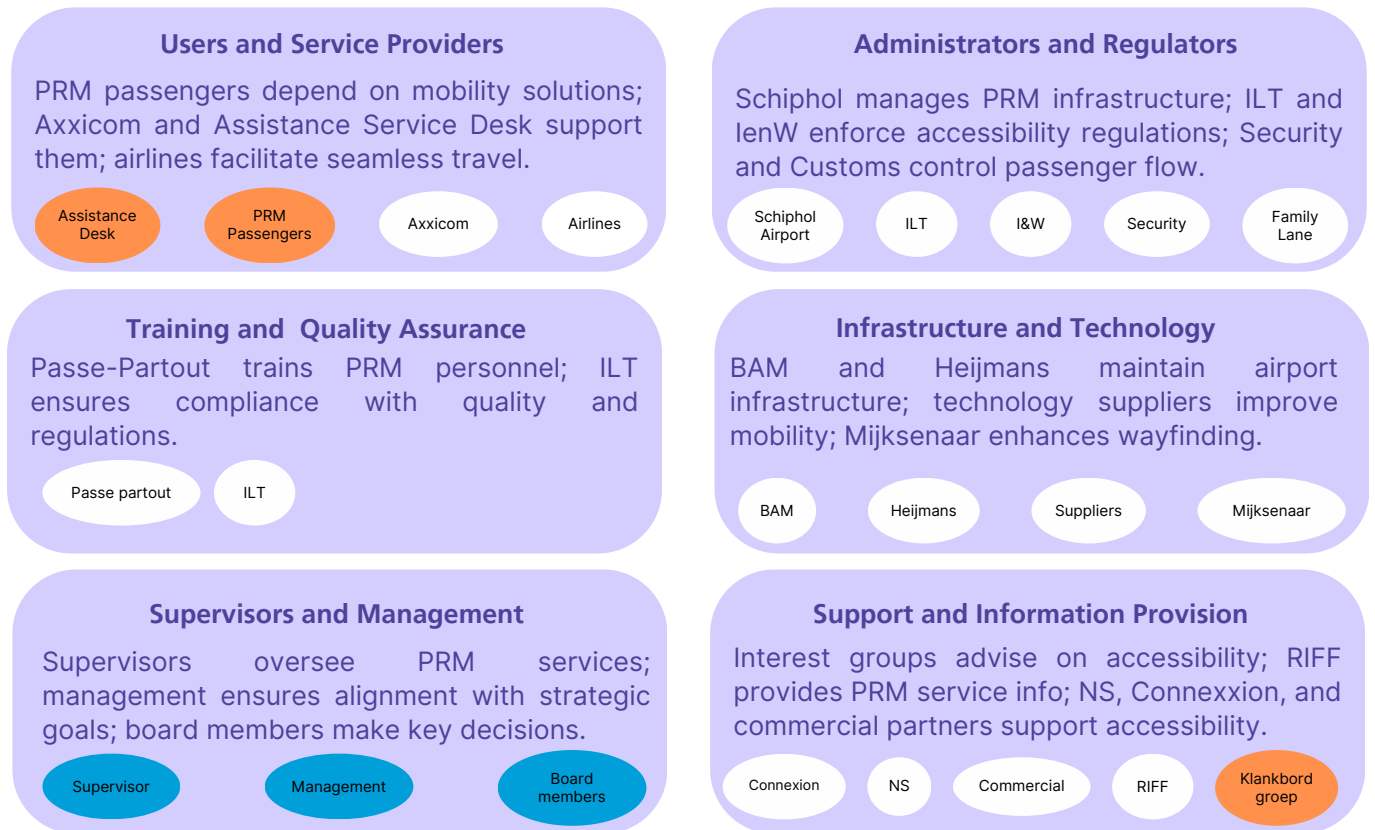 Users and Service Providers
PRM passengers depend on mobility solutions;
Axxicom and Assistance Service Desk support
them; airlines facilitate seamless travel.
Assistance
Desk
PRM
Passengers
Axxicom
Airlines
Administrators and Regulators
Schiphol manages PRM infrastructure; ILT and
IenW enforce accessibility regulations; Security
and Customs control passenger flow.
Schiphol
Airport
ILT
I&W
Security
Family
Lane
Training and Quality Assurance
Passe-Partout trains PRM personnel; ILT
ensures compliance with quality and
regulations.
Passe partout
ILT
Infrastructure and Technology
BAM and Heijmans maintain airport
infrastructure; technology suppliers improve
mobility; Mijksenaar enhances wayfinding.
BAM
Heijmans
Suppliers
Mijksenaar
Supervisors and Management
Supervisors oversee PRM services;
management ensures alignment with strategic
goals; board members make key decisions.
Supervisor
Management
Board
members
Support and Information Provision
Interest groups advise on accessibility; RIFF
provides PRM service info; NS, Connexxion, and
commercial partners support accessibility.
Connexion
NS
Commercial
RIFF
Klankbord
groep